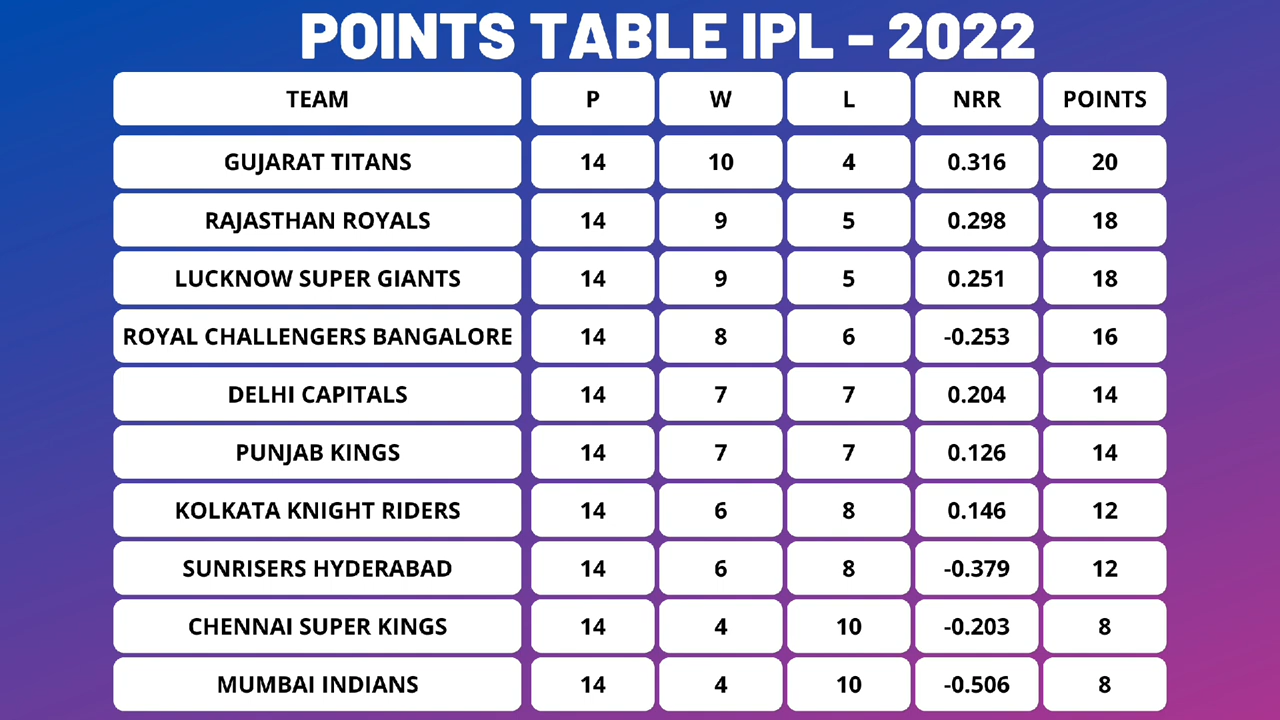 POINTS TABLE IPL - 2022
TEAM P W L NRR POINTS
GUJARAT TITANS 14 10 4 0.316 20
RAJASTHAN ROYALS 14 9 5 0.298 18
LUCKNOW SUPER GIANTS 14 9 5 0.251 18
ROYAL CHALLENGERS BANGALORE 14 8 6 -0.253 16
DELHI CAPITALS 14 7 7 0.204 14
PUNJAB KINGS 14 7 7 0.126 14
KOLKATA KNIGHT RIDERS 14 6 8 0.146 12
SUNRISERS HYDERABAD 14 6 8 -0.379 12
CHENNAI SUPER KINGS 14 4 10 -0.203 8
MUMBAI INDIANS 14 4 10 -0.506 8